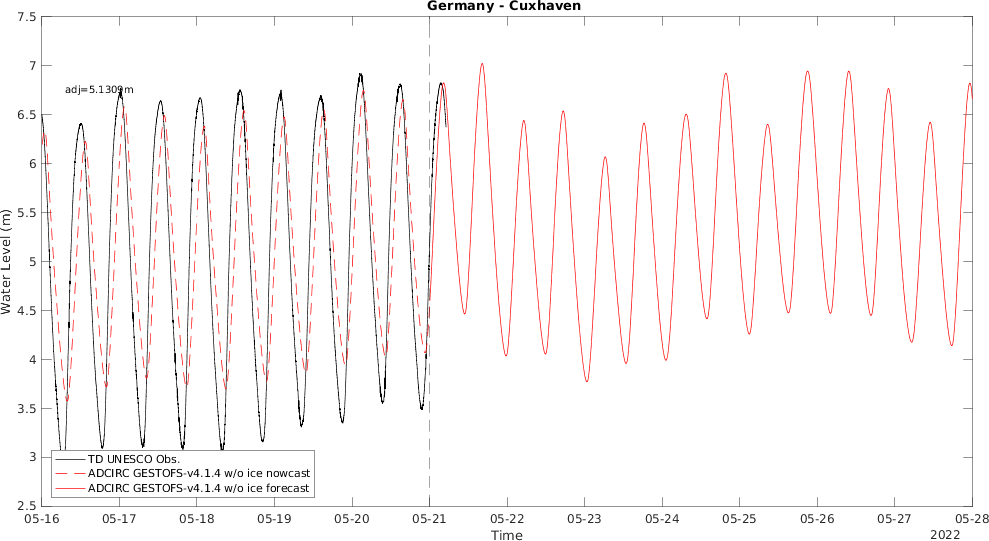 Germany - Cuxhaven
7.5
7
6.5
6
5.5
5
4.5
4
3.5
3
2.5
Water Level (m)
adj=5.1309m
TD UNESCO Obs.
ADCIRC GESTOFS-v4.1.4 w/o ice nowcast
ADCIRC GESTOFS-v4.1.4 w/o ice forecast
05-16 05-17 05-18 05-19 05-20 05-21 05-22 05-23 05-24 05-25 05-26 05-27 05-28
Time
2022